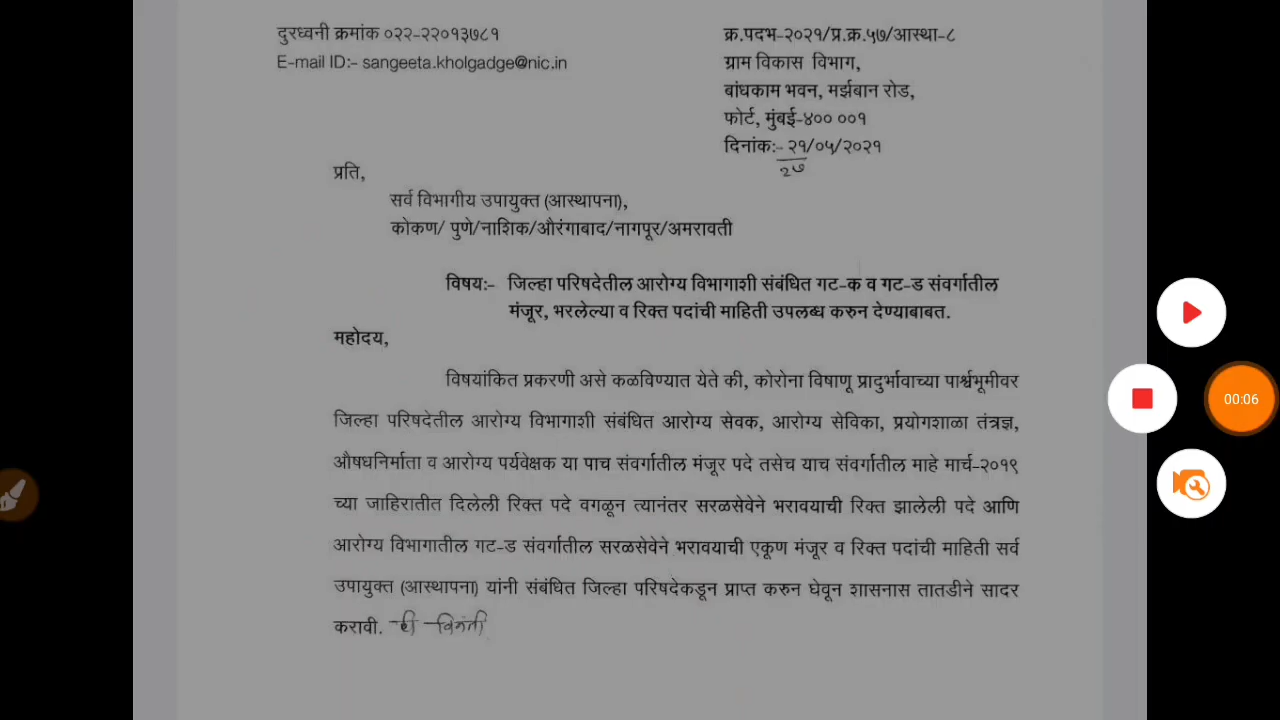 दुरध्वनी क्रमांक ०२२-२२०१३७८१
E-mail ID:- sangeeta.kholgadge@nic.in
क्र.पदभ-२०२१/प्र.क्र.५७/आस्था-८
ग्राम विकास विभाग,
बांधकाम भवन, मर्झबान रोड,
फोर्ट, मुंबई-४०० ००१
दिनांक:- २१/०५/२०२१
२७
प्रति,
सर्व विभागीय उपायुक्त (आस्थापना),
कोकण/ पुणे/नाशिक/औरंगाबाद/नागपूर/अमरावती
विषय:- जिल्हा परिषदेतील आरोग्य विभागाशी संबंधित गट-क व गट-ड संवर्गातील
मंजूर, भरलेल्या व रिक्त पदांची माहिती उपलब्ध करुन देण्याबाबत.
महोदय,
विषयांकित प्रकरणी असे कळविण्यात येते की, कोरोना विषाणू प्रादुर्भावाच्या पार्श्वभूमीवर
जिल्हा परिषदेतील आरोग्य विभागाशी संबंधित आरोग्य सेवक, आरोग्य सेविका, प्रयोगशाळा तंत्रज्ञ,
औषधनिर्माता व आरोग्य पर्यवेक्षक या पाच संवर्गातील मंजूर पदे तसेच याच संवर्गातील माहे मार्च-२०१९
च्या जाहिरातीत दिलेली रिक्त पदे वगळून त्यानंतर सरळसेवेने भरावयाची रिक्त झालेली पदे आणि
आरोग्य विभागातील गट-ड संवर्गातील सरळसेवेने भरावयाची एकूण मंजूर व रिक्त पदांची माहिती सर्व
उपायुक्त (आस्थापना) यांनी संबंधित जिल्हा परिषदेकडून प्राप्त करुन घेवून शासनास तातडीने सादर
करावी. ही विनंती
00:06